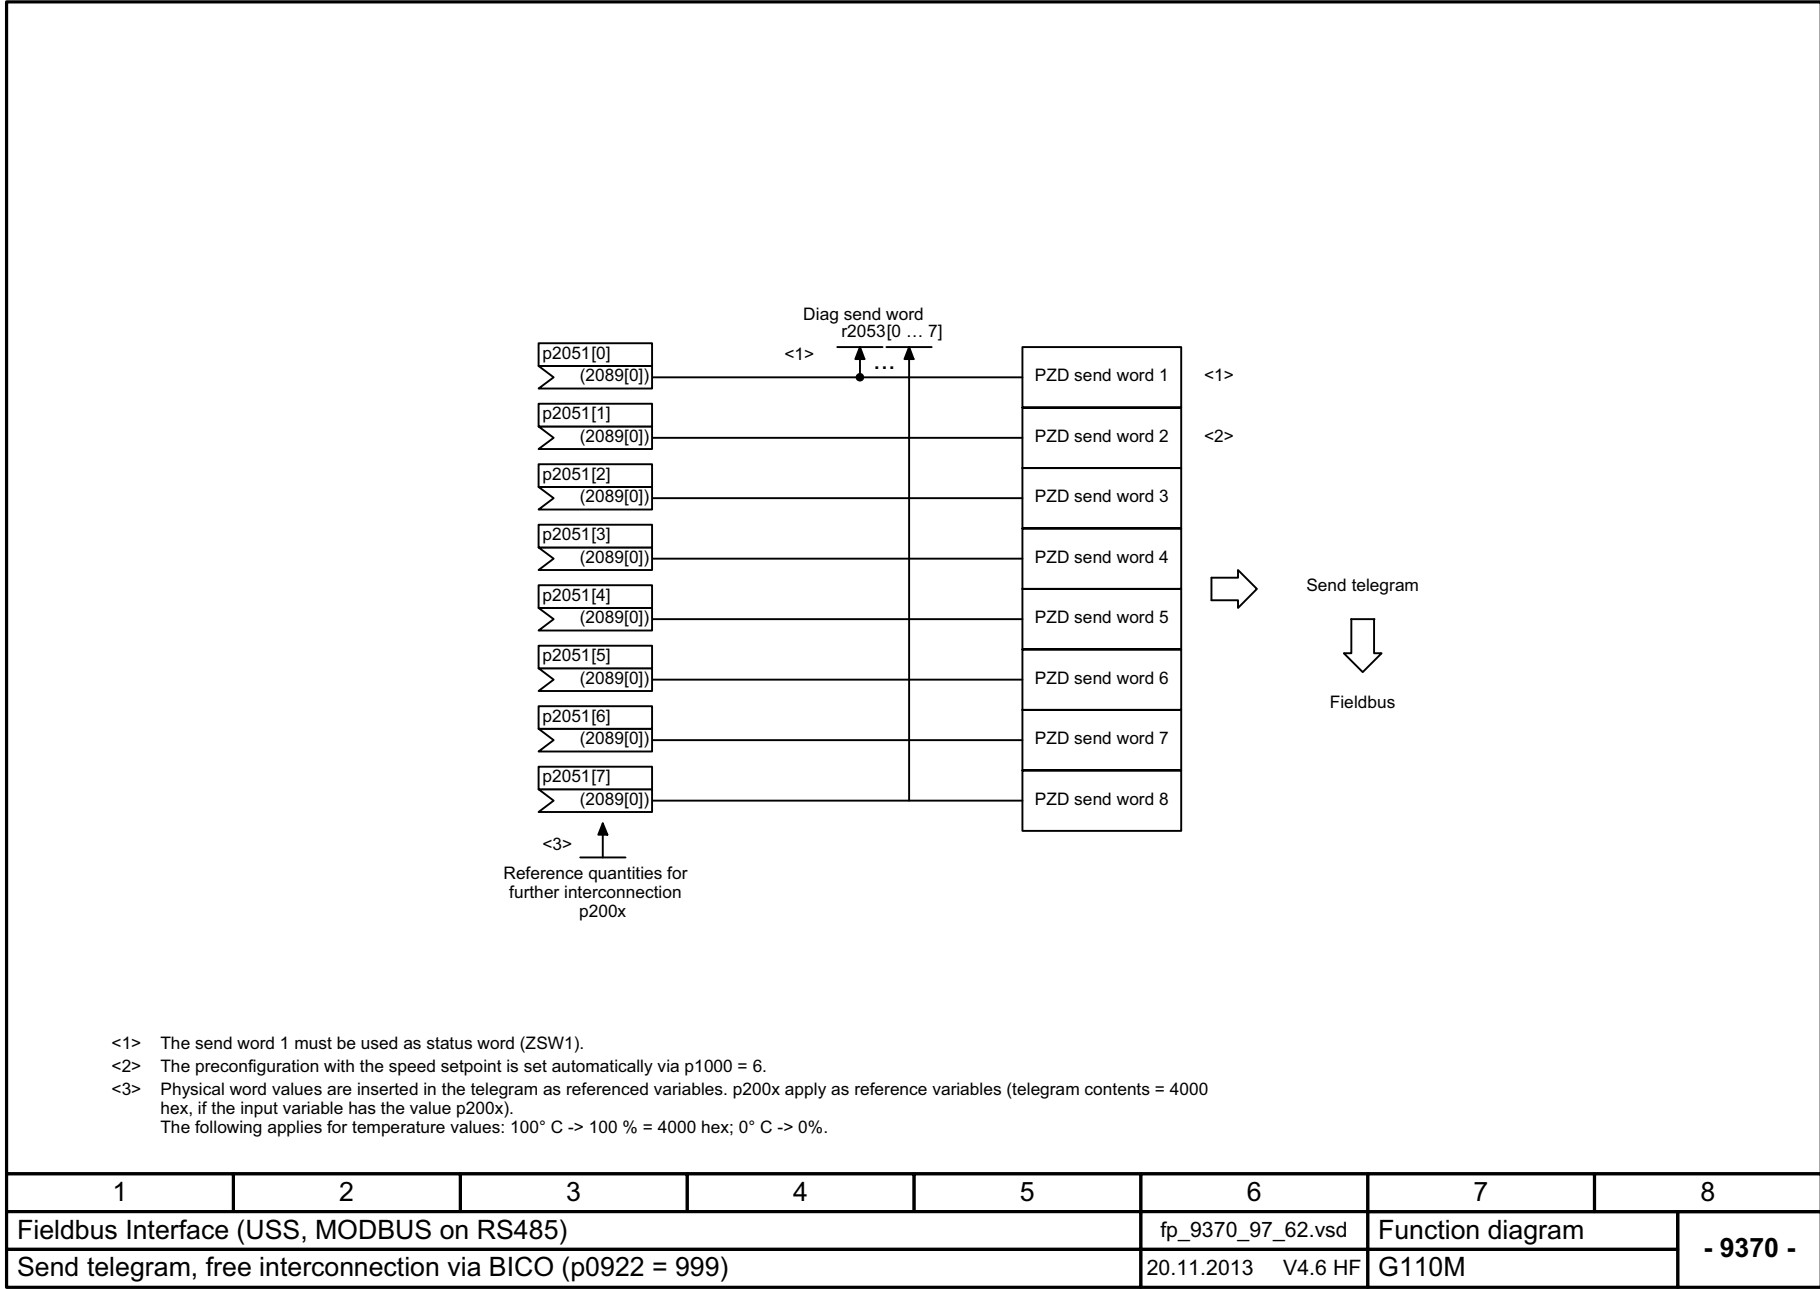 Diag send word
r2053[0 … 7]
p2051[0]
<1>
...
(2089[0])
PZD send word 1
<1>
p2051[1]
(2089[0])
PZD send word 2
<2>
p2051[2]
(2089[0])
PZD send word 3
p2051[3]
(2089[0])
PZD send word 4
Send telegram
p2051[4]
(2089[0])
PZD send word 5
p2051[5]
(2089[0])
PZD send word 6
Fieldbus
p2051[6]
(2089[0])
PZD send word 7
p2051[7]
(2089[0])
PZD send word 8
<3>
Reference quantities for
further interconnection
p200x
<1> The send word 1 must be used as status word (ZSW1).
<2> The preconfiguration with the speed setpoint is set automatically via p1000 = 6.
<3> Physical word values are inserted in the telegram as referenced variables. p200x apply as reference variables (telegram contents = 4000
hex, if the input variable has the value p200x).
The following applies for temperature values: 100° C -> 100 % = 4000 hex; 0° C -> 0%.
1 2 3 4 5 6 7 8
Fieldbus Interface (USS, MODBUS on RS485)
fp_9370_97_62.vsd
Function diagram
- 9370 -
Send telegram, free interconnection via BICO (p0922 = 999)
20.11.2013 V4.6 HF
G110M